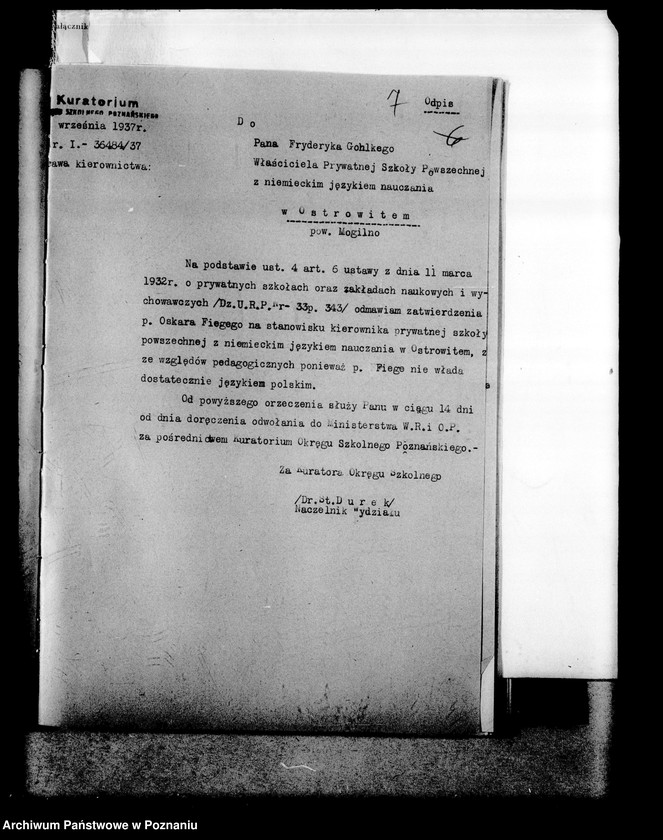 ałącznik
7
Odpis
6
Kuratorium
SZKOLNEGO POZNAŃSKIEGO
września 1937r.
r. I.- 36484/37
rawa kierownictwa:
D o
Pana Fryderyka Gohlkego
Właściciela Prywatnej Szkoły Powszechnej
z niemieckim językiem nauczania
w Ostrowitem
pow. Mogilno
Na podstawie ust. 4 art. 6 ustawy z dnia 11 marca
1932r. o prywatnych szkołach oraz zakładach naukowych i wy-
chowawczych /Dz.U.R.P.Nr- 33p. 343/ odmawiam zatwierdzenia
p. Oskara Fiegego na stanowisku kierownika prywatnej szkoły
powszechnej z niemieckim językiem nauczania w Ostrowitem, z
ze względów pedagogicznych ponieważ p. Fiege nie włada
dostatecznie językiem polskim.
Od powyższego orzeczenia służy Panu w ciągu 14 dni
od dnia doręczenia odwołania do Ministerstwa W.R.i O.P.
za pośrednictwem Kuratorium Okręgu Szkolnego Poznańskiego.-
Za Kuratora Okręgu Szkolnego
/Dr.St.D u r e k/
Naczelnik Wydziału
Archiwum Państwowe w Poznaniu